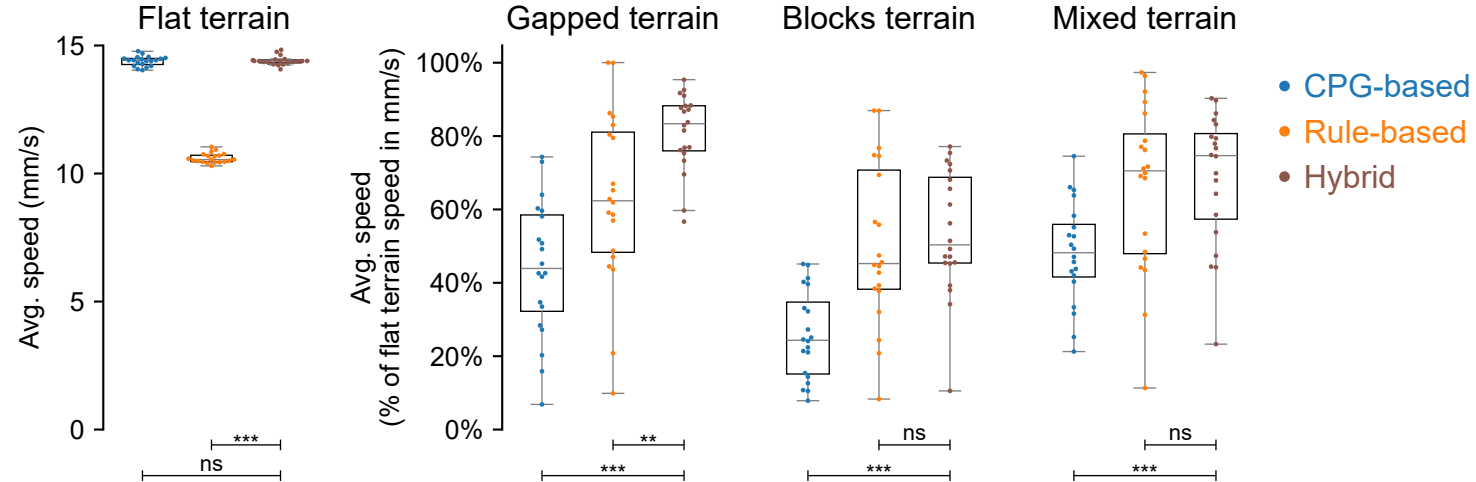 Flat terrain
Gapped terrain
Blocks terrain
Mixed terrain
Avg. speed (mm/s)
15
10
5
0
Avg. speed
(% of flat terrain speed in mm/s)
100%
80%
60%
40%
20%
0%
CPG-based
Rule-based
Hybrid
***
ns
**
***
ns
***
ns
***